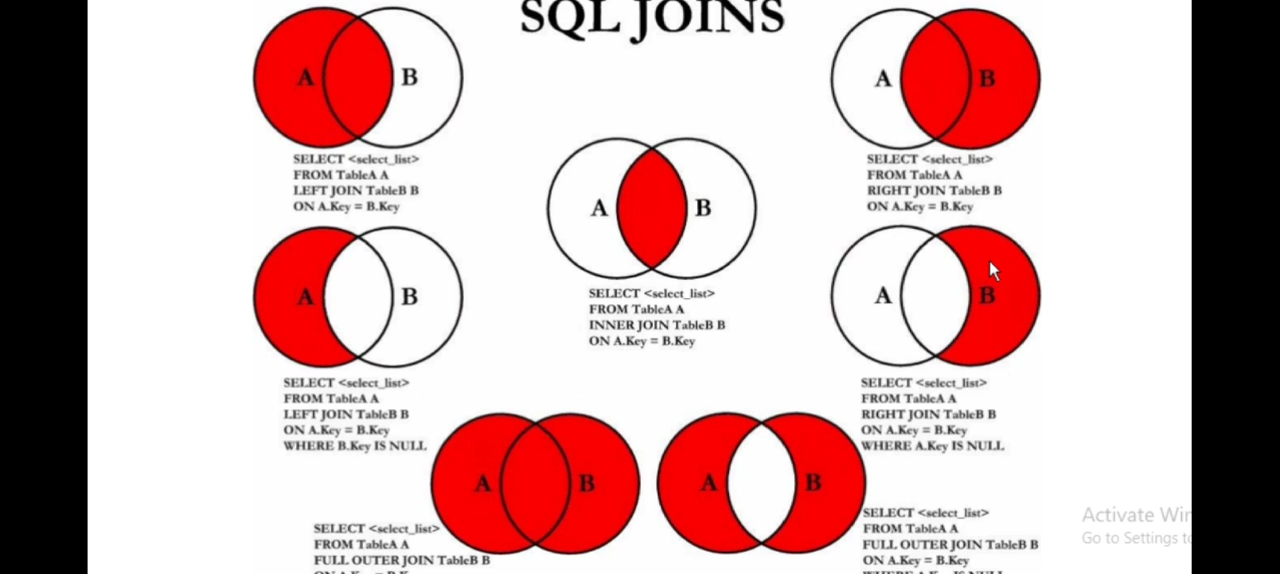 SQL JOINS
A B
SELECT <select_list>
FROM TableA A
LEFT JOIN TableB B
ON A.Key = B.Key
A B
SELECT <select_list>
FROM TableA A
RIGHT JOIN TableB B
ON A.Key = B.Key
A B
SELECT <select_list>
FROM TableA A
INNER JOIN TableB B
ON A.Key = B.Key
A B
SELECT <select_list>
FROM TableA A
LEFT JOIN TableB B
ON A.Key = B.Key
WHERE B.Key IS NULL
A B
SELECT <select_list>
FROM TableA A
RIGHT JOIN TableB B
ON A.Key = B.Key
WHERE A.Key IS NULL
A B
SELECT <select_list>
FROM TableA A
FULL OUTER JOIN TableB B
A B
SELECT <select_list>
FROM TableA A
FULL OUTER JOIN TableB B
ON A.Key = B.Key
Activate Win
Go to Settings to